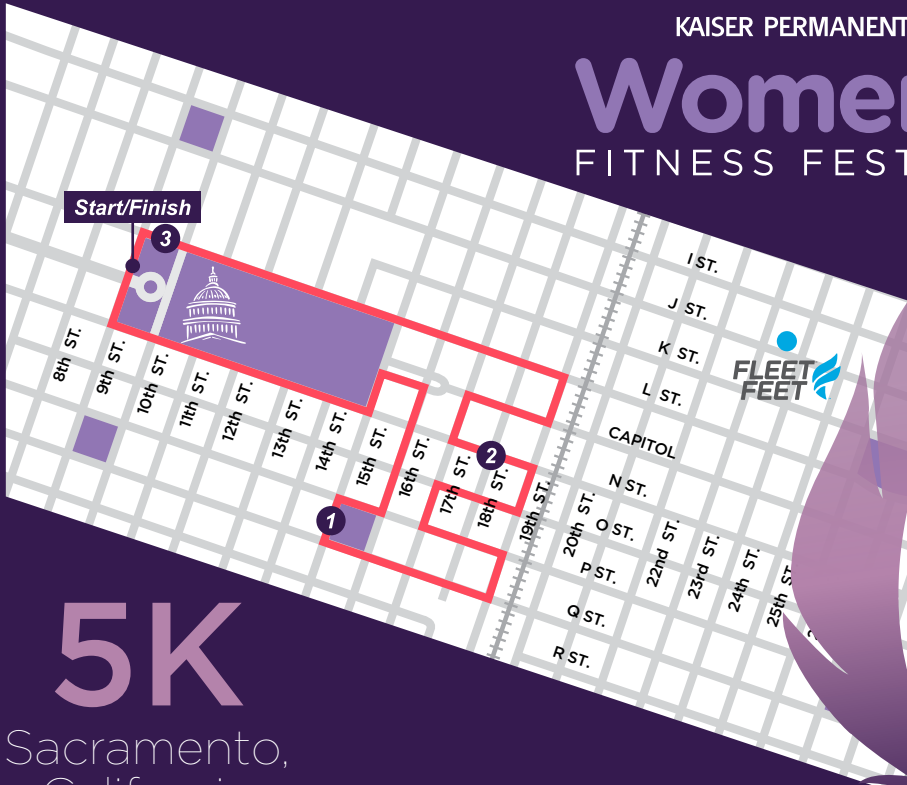 KAISER PERMANENT
Women
FITNESS FEST
Start/Finish
3
I ST.
J ST.
K ST.
FLEET
FEET
L ST.
CAPITOL
8th ST.
9th ST.
10th ST.
11th ST.
12th ST.
13th ST.
14th ST.
15th ST.
16th ST.
17th ST.
18th ST.
19th ST.
20th ST.
22nd ST.
23rd ST.
24th ST.
25th ST
2
N ST.
O ST.
P ST.
Q ST.
R ST.
1
5K
Sacramento,